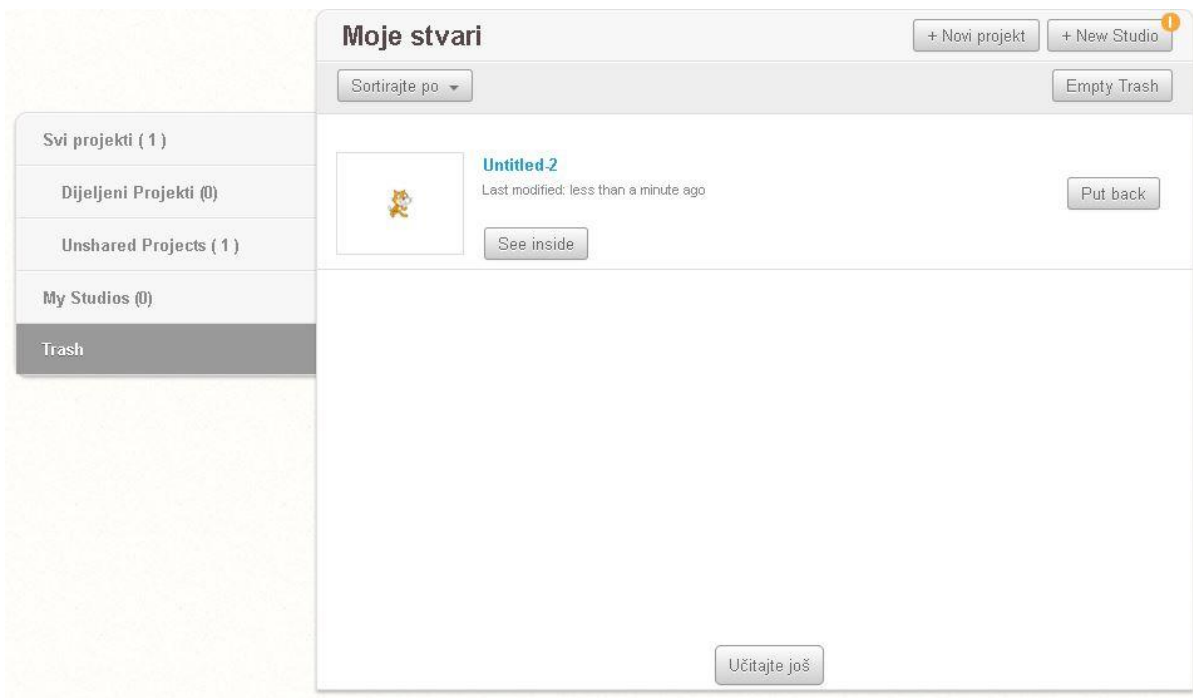 Moje stvari
+ Novi projekt
+ New Studio
!
Sortirajte po
Empty Trash
Svi projekti ( 1 )
Dijeljeni Projekti (0)
Unshared Projects ( 1 )
My Studios (0)
Trash
Untitled-2
Last modified: less than a minute ago
See inside
Put back
Učitajte još